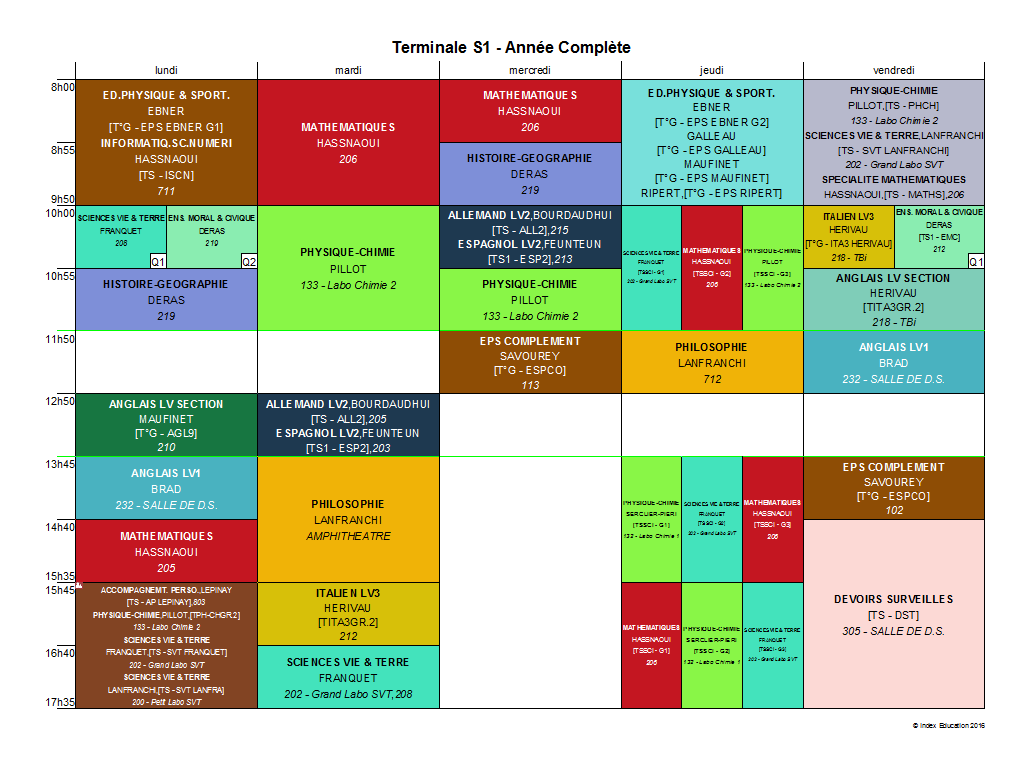 Terminale S1 - Année Complète
lundi
mardi
mercredi
jeudi
vendredi
8h00
8h55
9h50
10h00
10h55
11h50
12h50
13h45
14h40
15h35
15h45
16h40
17h35
ED.PHYSIQUE & SPORT.
EBNER
[T°G - EPS EBNER G1]
INFORMATIQ.SC.NUMERI
HASSNAOUI
[TS - ISCN]
711
SCIENCES VIE & TERRE
FRANQUET
208
Q1
ENS. MORAL & CIVIQUE
DERAS
219
Q2
HISTOIRE-GEOGRAPHIE
DERAS
219
ANGLAIS LV SECTION
MAUFINET
[T°G - AGL9]
210
ANGLAIS LV1
BRAD
232 - SALLE DE D.S.
MATHEMATIQUES
HASSNAOUI
205
ACCOMPAGNEMT. PERSO.,LEPINAY
[TS - AP LEPINAY],803
PHYSIQUE-CHIMIE,PILLOT,[TPH-CHGR.2]
133 - Labo Chimie 2
SCIENCES VIE & TERRE
FRANQUET,[TS - SVT FRANQUET]
202 - Grand Labo SVT
SCIENCES VIE & TERRE
LANFRANCHI,[TS - SVT LANFRA]
200 - Petit Labo SVT
MATHEMATIQUES
HASSNAOUI
206
PHYSIQUE-CHIMIE
PILLOT
133 - Labo Chimie 2
ALLEMAND LV2,BOURDAUDHUI
[TS - ALL2],205
ESPAGNOL LV2,FEUNTEUN
[TS1 - ESP2],203
PHILOSOPHIE
LANFRANCHI
AMPHITHEATRE
ITALIEN LV3
HERIVAU
[TITA3GR.2]
212
SCIENCES VIE & TERRE
FRANQUET
202 - Grand Labo SVT,208
MATHEMATIQUES
HASSNAOUI
206
HISTOIRE-GEOGRAPHIE
DERAS
219
ALLEMAND LV2,BOURDAUDHUI
[TS - ALL2],215
ESPAGNOL LV2,FEUNTEUN
[TS1 - ESP2],213
PHYSIQUE-CHIMIE
PILLOT
133 - Labo Chimie 2
EPS COMPLEMENT
SAVOUREY
[T°G - ESPCO]
113
ED.PHYSIQUE & SPORT.
EBNER
[T°G - EPS EBNER G2]
GALLEAU
[T°G - EPS GALLEAU]
MAUFINET
[T°G - EPS MAUFINET]
RIPERT,[T°G - EPS RIPERT]
SCIENCES VIE & TERRE
FRANQUET
[TSSCI - G1]
202 - Grand Labo SVT
MATHEMATIQUES
HASSNAOUI
[TSSCI - G2]
206
PHYSIQUE-CHIMIE
PILLOT
[TSSCI - G3]
133 - Labo Chimie 2
PHILOSOPHIE
LANFRANCHI
712
PHYSIQUE-CHIMIE
SERCLIER-PIERI
[TSSCI - G1]
132 - Labo Chimie 1
SCIENCES VIE & TERRE
FRANQUET
[TSSCI - G2]
202 - Grand Labo SVT
MATHEMATIQUES
HASSNAOUI
[TSSCI - G3]
206
MATHEMATIQUES
HASSNAOUI
[TSSCI - G1]
206
PHYSIQUE-CHIMIE
SERCLIER-PIERI
[TSSCI - G2]
132 - Labo Chimie 1
SCIENCES VIE & TERRE
FRANQUET
[TSSCI - G3]
202 - Grand Labo SVT
PHYSIQUE-CHIMIE
PILLOT,[TS - PHCH]
133 - Labo Chimie 2
SCIENCES VIE & TERRE,LANFRANCHI
[TS - SVT LANFRANCHI]
202 - Grand Labo SVT
SPECIALITE MATHEMATIQUES
HASSNAOUI,[TS - MATHS],206
ITALIEN LV3
HERIVAU
[T°G - ITA3 HERIVAU]
218 - TBi
ENS. MORAL & CIVIQUE
DERAS
[TS1 - EMC]
212
Q1
ANGLAIS LV SECTION
HERIVAU
[TITA3GR.2]
218 - TBi
ANGLAIS LV1
BRAD
232 - SALLE DE D.S.
EPS COMPLEMENT
SAVOUREY
[T°G - ESPCO]
102
DEVOIRS SURVEILLES
[TS - DST]
305 - SALLE DE D.S.
© Index Education 2016